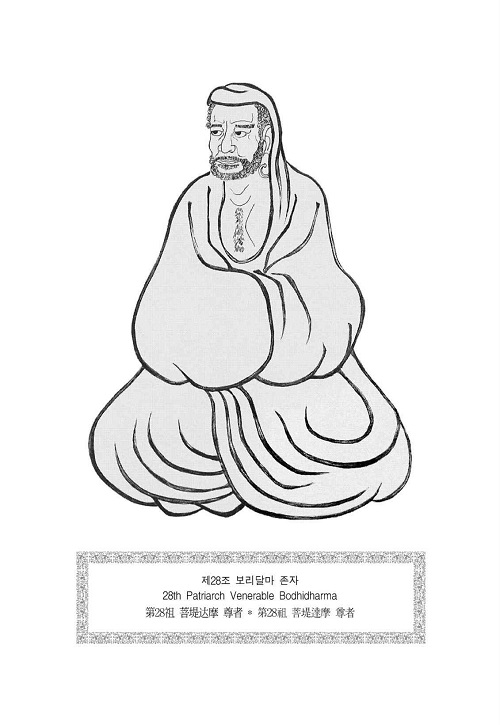 제28조 보리달마 존자
28th Patriarch Venerable Bodhidharma
第28祖 菩堤达摩 尊者 * 第28祖 菩堤達摩 尊者